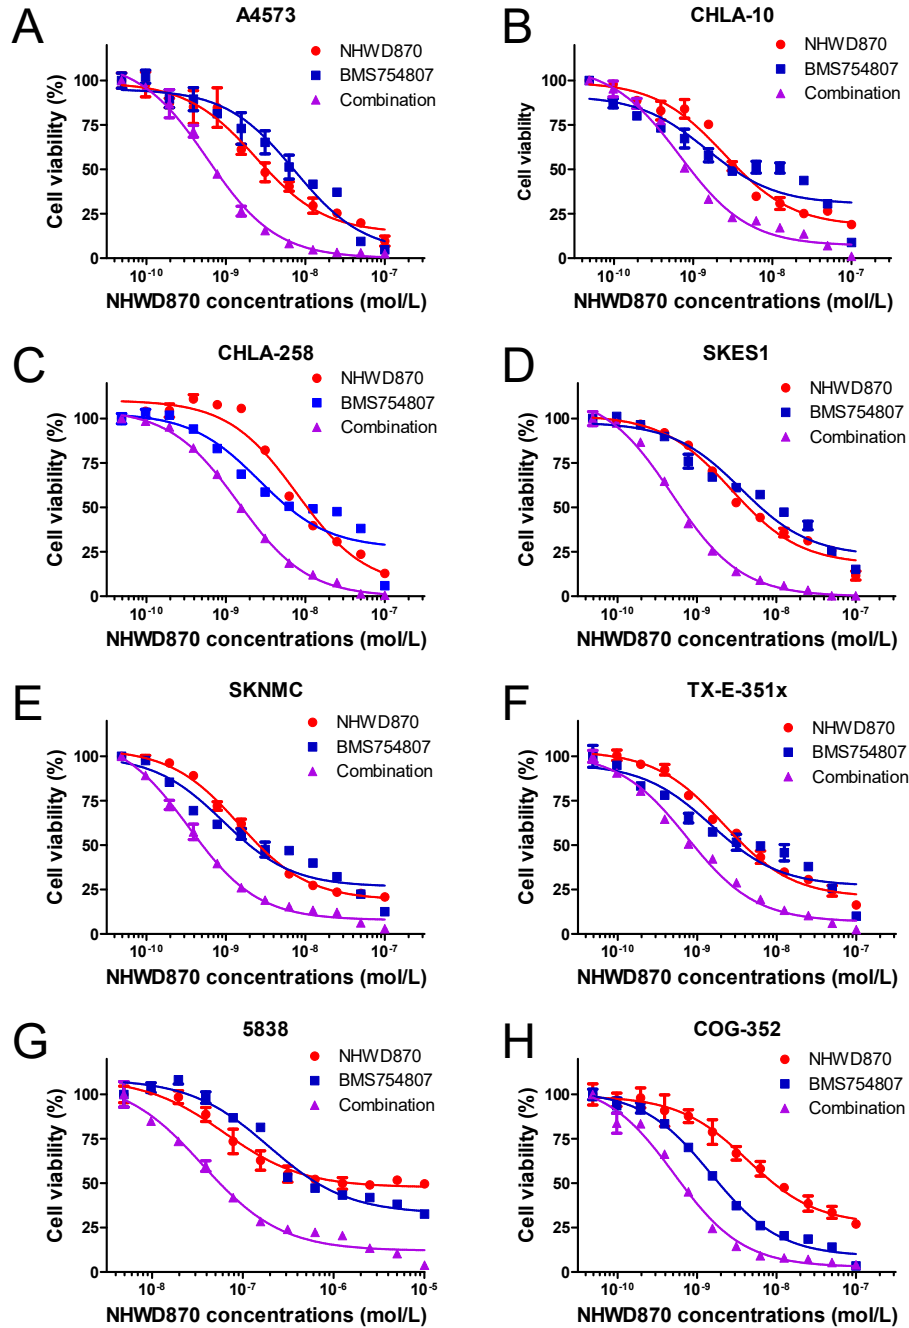 A
A4573
NHWD870
BMS754807
Combination
Cell viability (%)
100
75
50
25
0
10-10 10-9 10-8 10-7
NHWD870 concentrations (mol/L)
B
CHLA-10
NHWD870
BMS754807
Combination
Cell viability
100
75
50
25
0
10-10 10-9 10-8 10-7
NHWD870 concentrations (mol/L)
C
CHLA-258
NHWD870
BMS754807
Combination
Cell viability (%)
100
75
50
25
0
10-10 10-9 10-8 10-7
NHWD870 concentrations (mol/L)
D
SKES1
NHWD870
BMS754807
Combination
Cell viability (%)
100
75
50
25
0
10-10 10-9 10-8 10-7
NHWD870 concentrations (mol/L)
E
SKNMC
NHWD870
BMS754807
Combination
Cell viability (%)
100
75
50
25
0
10-10 10-9 10-8 10-7
NHWD870 concentrations (mol/L)
F
TX-E-351x
NHWD870
BMS754807
Combination
Cell viability (%)
100
75
50
25
0
10-10 10-9 10-8 10-7
NHWD870 concentrations (mol/L)
G
5838
NHWD870
BMS754807
Combination
Cell viability (%)
100
75
50
25
0
10-8 10-7 10-6 10-5
NHWD870 concentrations (mol/L)
H
COG-352
NHWD870
BMS754807
Combination
Cell viability (%)
100
75
50
25
0
10-10 10-9 10-8 10-7
NHWD870 concentrations (mol/L)